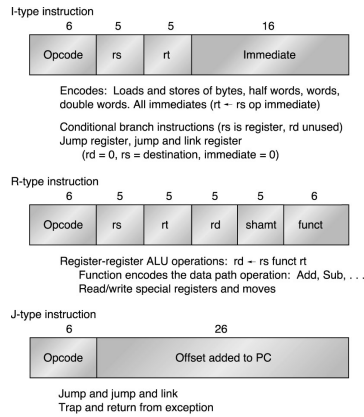 I-type instruction
6 5 5 16
Opcode rs rt Immediate
Encodes: Loads and stores of bytes, half words, words,
double words. All immediates (rt ← rs op immediate)
Conditional branch instructions (rs is register, rd unused)
Jump register, jump and link register
(rd = 0, rs = destination, immediate = 0)
R-type instruction
6 5 5 5 5 6
Opcode rs rt rd shamt funct
Register-register ALU operations: rd ← rs funct rt
Function encodes the data path operation: Add, Sub, . . .
Read/write special registers and moves
J-type instruction
6 26
Opcode Offset added to PC
Jump and jump and link
Trap and return from exception